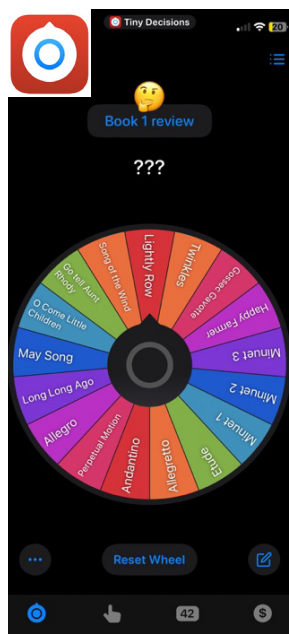 Tiny Decisions
20
Book 1 review
???
Lightly Row
Twinkles
Gossec Gavotte
Happy Farmer
Minuet 3
Minuet 2
Minuet 1
Etude
Allegretto
Andantino
Perpetual Motion
Allegro
Long Long Ago
May Song
O Come Little
Children
Go tell Aunt
Rhody
Song of the Wind
Reset Wheel
42
$